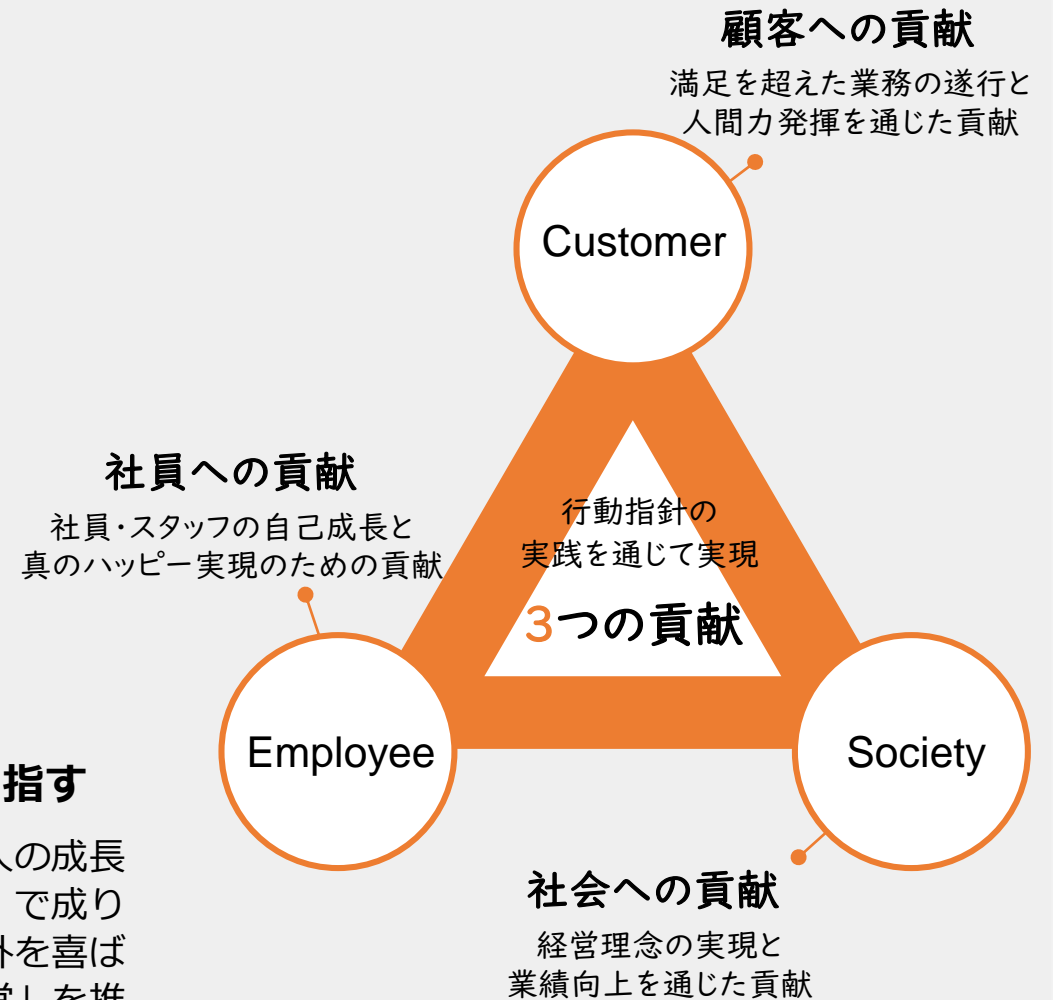 顧客への貢献
満足を超えた業務の遂行と
人間力発揮を通じた貢献
Customer
社員への貢献
社員・スタッフの自己成長と
真のハッピー実現のための貢献
行動指針の
実践を通じて実現
3つの貢献
Employee
Society
指す
人の成長
で成り
外を喜ば
営」を推
社会への貢献
経営理念の実現と
業績向上を通じた貢献